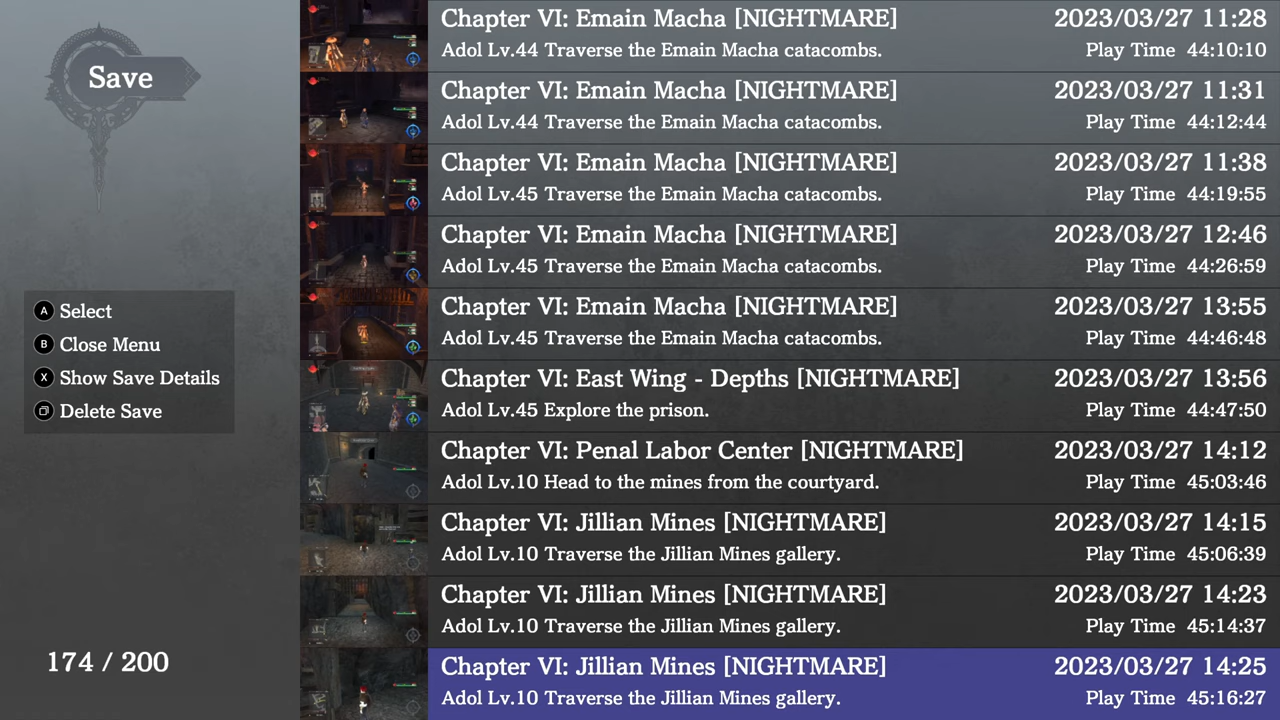 Save
A Select
B Close Menu
X Show Save Details
Delete Save
174 / 200
Chapter VI: Emain Macha [NIGHTMARE] 2023/03/27 11:28
Adol Lv.44 Traverse the Emain Macha catacombs. Play Time 44:10:10
Chapter VI: Emain Macha [NIGHTMARE] 2023/03/27 11:31
Adol Lv.44 Traverse the Emain Macha catacombs. Play Time 44:12:44
Chapter VI: Emain Macha [NIGHTMARE] 2023/03/27 11:38
Adol Lv.45 Traverse the Emain Macha catacombs. Play Time 44:19:55
Chapter VI: Emain Macha [NIGHTMARE] 2023/03/27 12:46
Adol Lv.45 Traverse the Emain Macha catacombs. Play Time 44:26:59
Chapter VI: Emain Macha [NIGHTMARE] 2023/03/27 13:55
Adol Lv.45 Traverse the Emain Macha catacombs. Play Time 44:46:48
Chapter VI: East Wing - Depths [NIGHTMARE] 2023/03/27 13:56
Adol Lv.45 Explore the prison. Play Time 44:47:50
Chapter VI: Penal Labor Center [NIGHTMARE] 2023/03/27 14:12
Adol Lv.10 Head to the mines from the courtyard. Play Time 45:03:46
Chapter VI: Jillian Mines [NIGHTMARE] 2023/03/27 14:15
Adol Lv.10 Traverse the Jillian Mines gallery. Play Time 45:06:39
Chapter VI: Jillian Mines [NIGHTMARE] 2023/03/27 14:23
Adol Lv.10 Traverse the Jillian Mines gallery. Play Time 45:14:37
Chapter VI: Jillian Mines [NIGHTMARE] 2023/03/27 14:25
Adol Lv.10 Traverse the Jillian Mines gallery. Play Time 45:16:27